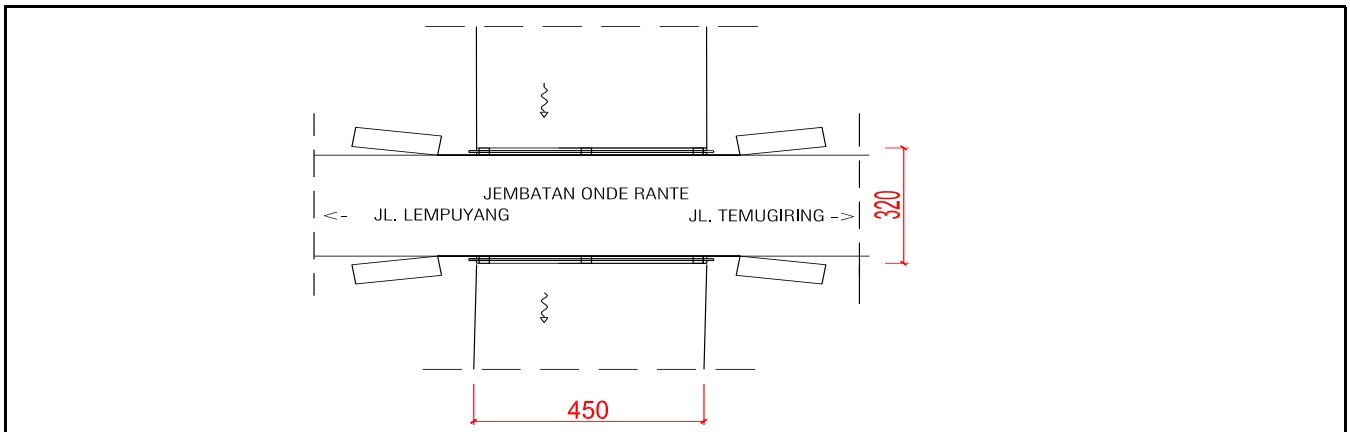 JEMBATAN ONDE RANTE
<- JL. LEMPUYANG
JL. TEMUGIRING ->
320
450